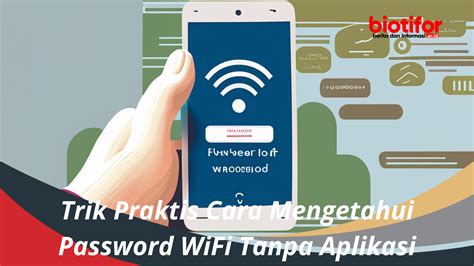 biotifor
berita dan informasi
Trik Praktis Cara Mengetahui
Password WiFi Tanpa Aplikasi